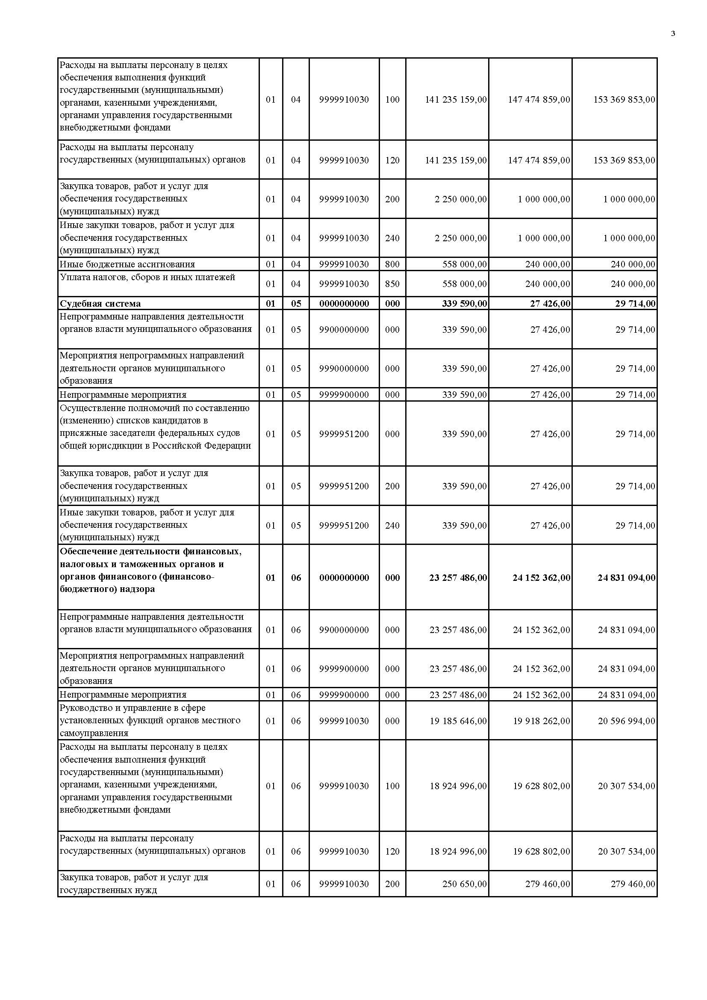 3
Расходы на выплаты персоналу в целях
обеспечения выполнения функций
государственными (муниципальными)
органами, казенными учреждениями,
органами управления государственными
внебюджетными фондами
01 04 9999910030 100 141 235 159,00 147 474 859,00 153 369 853,00
Расходы на выплаты персоналу
государственных (муниципальных) органов
01 04 9999910030 120 141 235 159,00 147 474 859,00 153 369 853,00
Закупка товаров, работ и услуг для
обеспечения государственных
(муниципальных) нужд
01 04 9999910030 200 2 250 000,00 1 000 000,00 1 000 000,00
Иные закупки товаров, работ и услуг для
обеспечения государственных
(муниципальных) нужд
01 04 9999910030 240 2 250 000,00 1 000 000,00 1 000 000,00
Иные бюджетные ассигнования 01 04 9999910030 800 558 000,00 240 000,00 240 000,00
Уплата налогов, сборов и иных платежей
01 04 9999910030 850 558 000,00 240 000,00 240 000,00
Судебная система 01 05 0000000000 000 339 590,00 27 426,00 29 714,00
Непрограммные направления деятельности
органов власти муниципального образования
01 05 9900000000 000 339 590,00 27 426,00 29 714,00
Мероприятия непрограммных направлений
деятельности органов муниципального
образования
01 05 9990000000 000 339 590,00 27 426,00 29 714,00
Непрограммные мероприятия 01 05 9999900000 000 339 590,00 27 426,00 29 714,00
Осуществление полномочий по составлению
(изменению) списков кандидатов в
присяжные заседатели федеральных судов
общей юрисдикции в Российской Федерации
01 05 9999951200 000 339 590,00 27 426,00 29 714,00
Закупка товаров, работ и услуг для
обеспечения государственных
(муниципальных) нужд
01 05 9999951200 200 339 590,00 27 426,00 29 714,00
Иные закупки товаров, работ и услуг для
обеспечения государственных
(муниципальных) нужд
01 05 9999951200 240 339 590,00 27 426,00 29 714,00
Обеспечение деятельности финансовых,
налоговых и таможенных органов и
органов финансового (финансово-
бюджетного) надзора
01 06 0000000000 000 23 257 486,00 24 152 362,00 24 831 094,00
Непрограммные направления деятельности
органов власти муниципального образования
01 06 9900000000 000 23 257 486,00 24 152 362,00 24 831 094,00
Мероприятия непрограммных направлений
деятельности органов муниципального
образования
01 06 9999900000 000 23 257 486,00 24 152 362,00 24 831 094,00
Непрограммные мероприятия 01 06 9999900000 000 23 257 486,00 24 152 362,00 24 831 094,00
Руководство и управление в сфере
установленных функций органов местного
самоуправления
01 06 9999910030 000 19 185 646,00 19 918 262,00 20 596 994,00
Расходы на выплаты персоналу в целях
обеспечения выполнения функций
государственными (муниципальными)
органами, казенными учреждениями,
органами управления государственными
внебюджетными фондами
01 06 9999910030 100 18 924 996,00 19 628 802,00 20 307 534,00
Расходы на выплаты персоналу
государственных (муниципальных) органов
01 06 9999910030 120 18 924 996,00 19 628 802,00 20 307 534,00
Закупка товаров, работ и услуг для
государственных нужд
01 06 9999910030 200 250 650,00 279 460,00 279 460,00